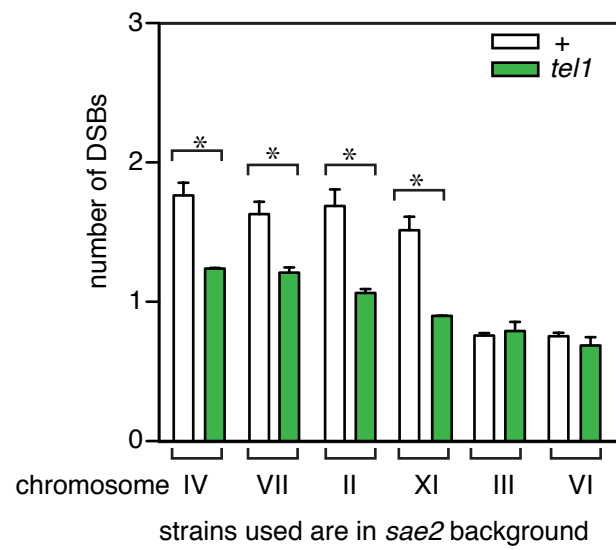 3
+
tel1
2
* * * *
number of DSBs
1
0
chromosome IV VII II XI III VI
strains used are in sae2 background